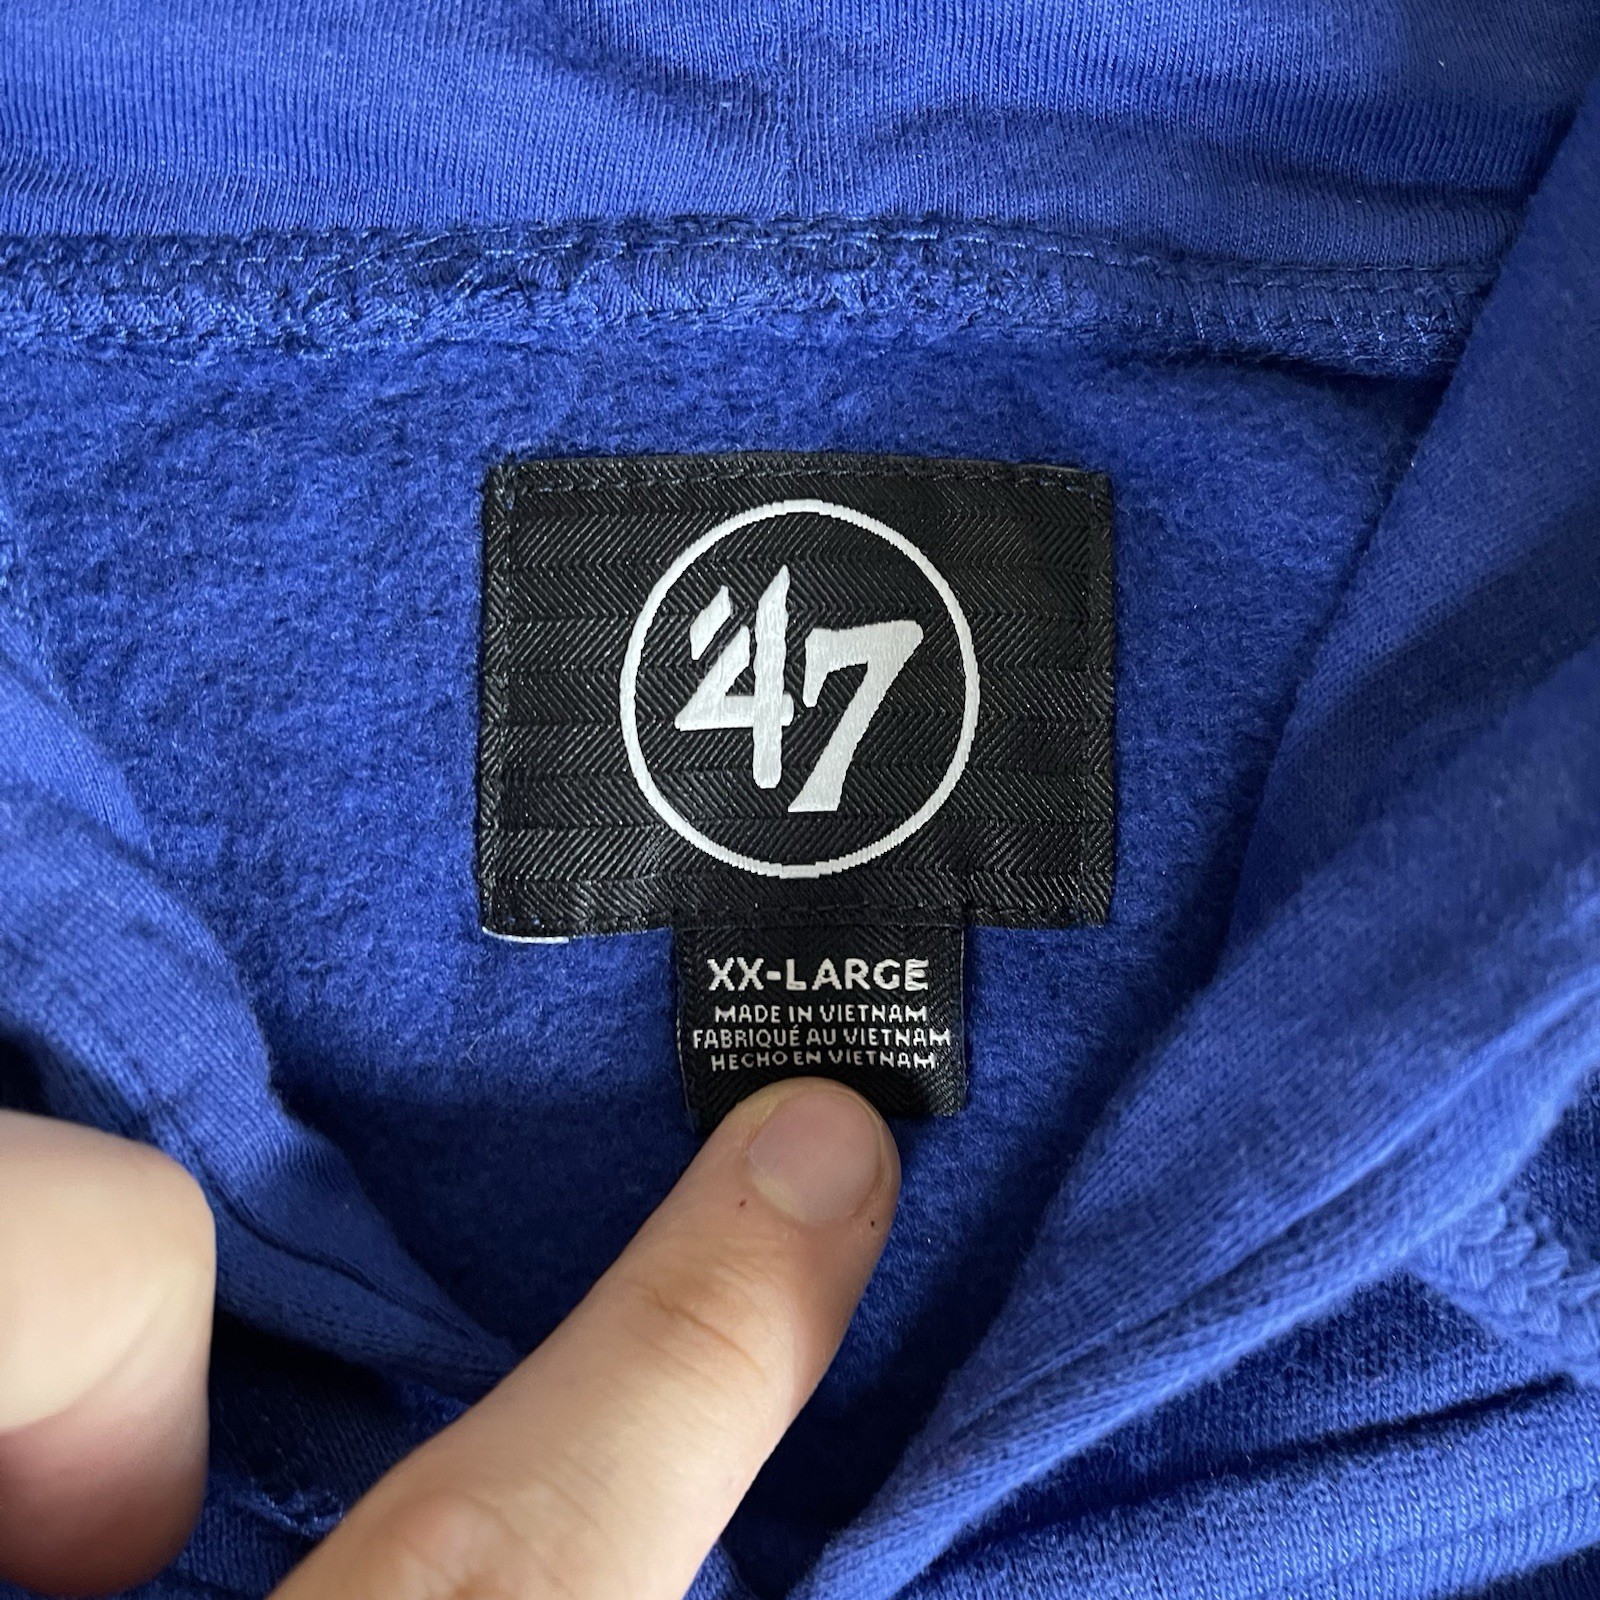 '47
XX-LARGE
MADE IN VIETNAM
FABRIQUÉ AU VIETNAM
HECHO EN VIETNAM